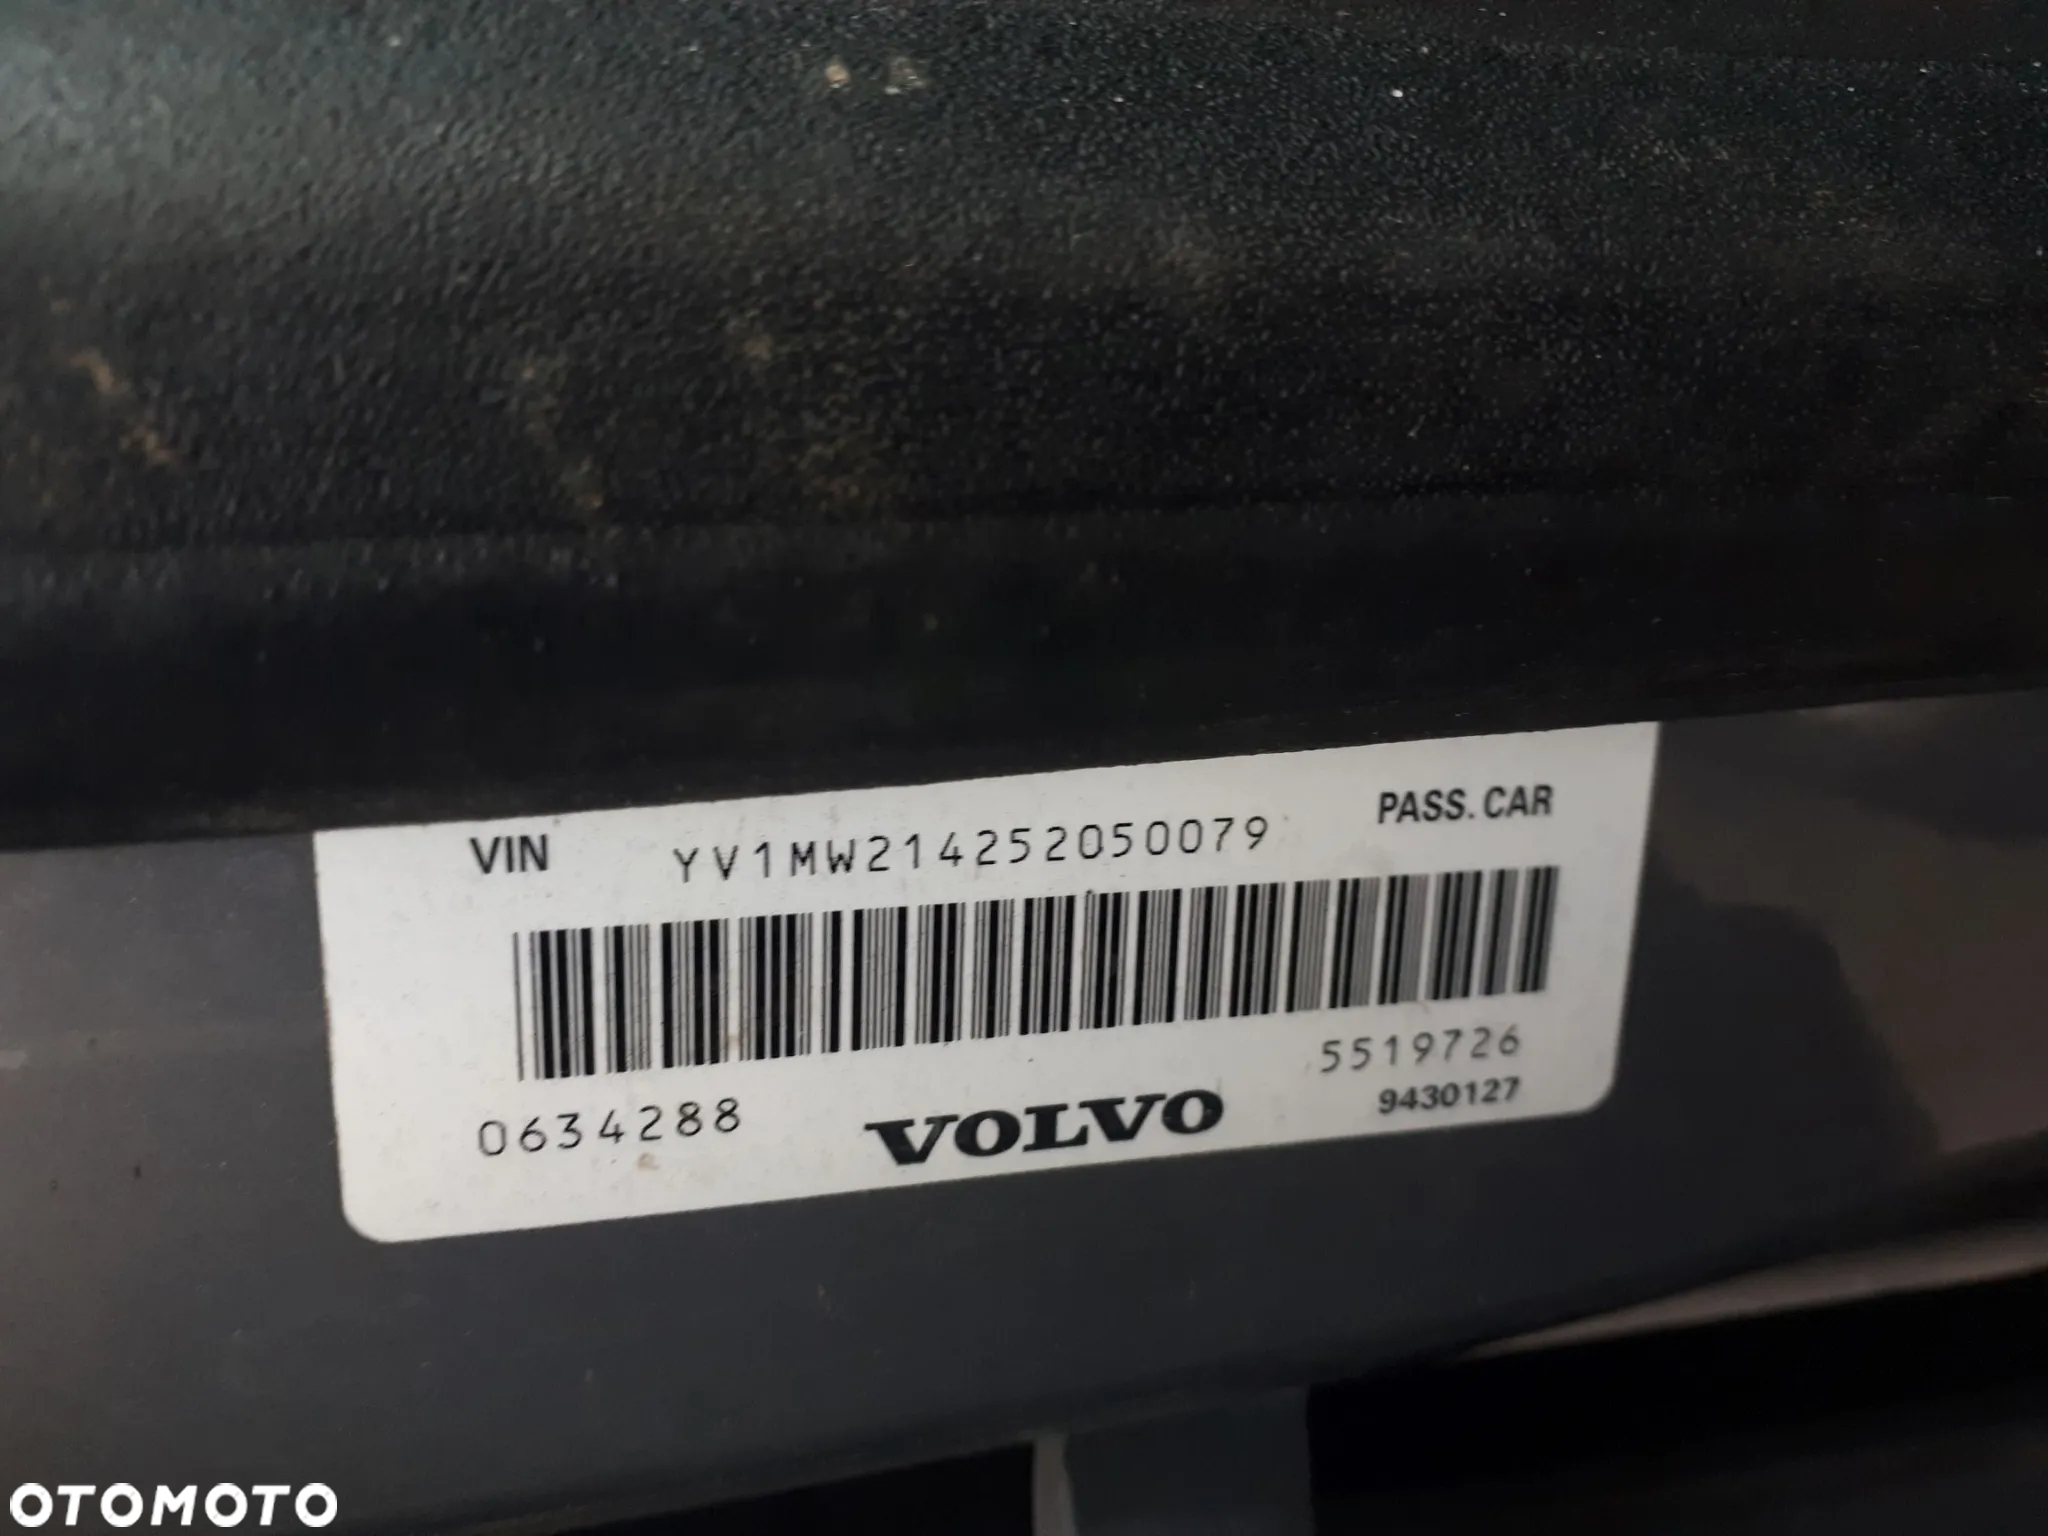 VIN YV1MW214252050079 PASS. CAR
0634288 VOLVO 5519726
9430127
OTOMOTO